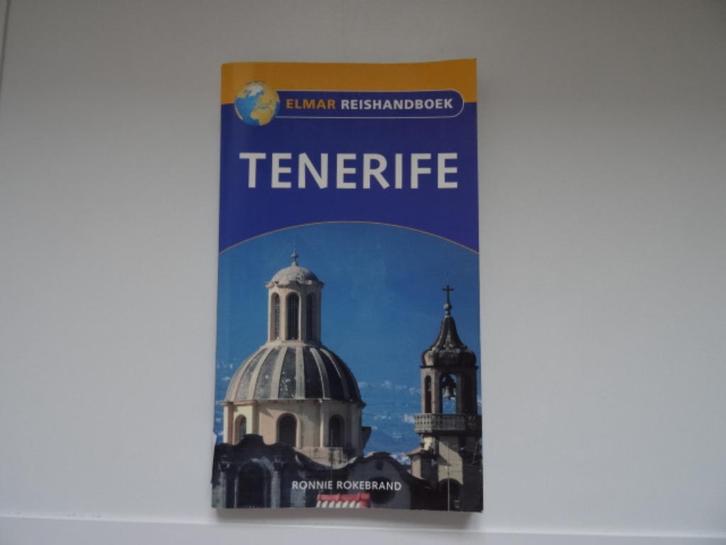 ELMAR REISHANDBOEK
TENERIFE
RONNIE ROKEBRAND